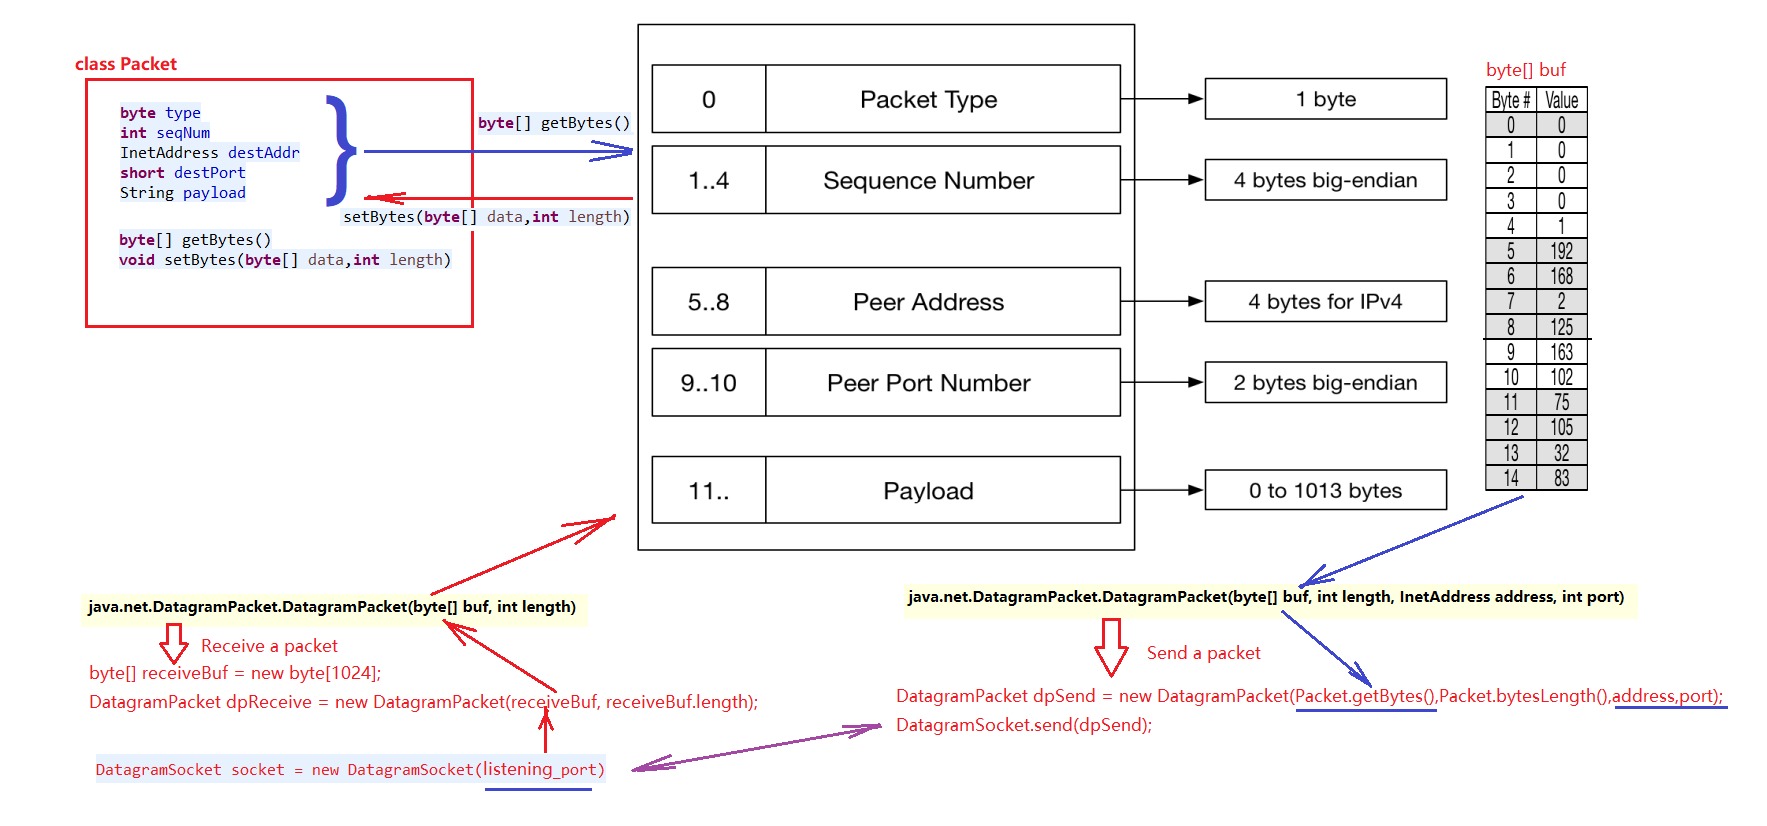 class Packet
byte type
int seqNum
InetAddress destAddr
short destPort
String payload
byte[] getBytes()
void setBytes(byte[] data,int length)
byte[] getBytes()
setBytes(byte[] data,int length)
0 Packet Type 1 byte
1..4 Sequence Number 4 bytes big-endian
5..8 Peer Address 4 bytes for IPv4
9..10 Peer Port Number 2 bytes big-endian
11.. Payload 0 to 1013 bytes
byte[] buf
Byte # Value
0 0
1 0
2 0
3 0
4 1
5 192
6 168
7 2
8 125
9 163
10 102
11 75
12 105
13 32
14 83
java.net.DatagramPacket.DatagramPacket(byte[] buf, int length)
Receive a packet
byte[] receiveBuf = new byte[1024];
DatagramPacket dpReceive = new DatagramPacket(receiveBuf, receiveBuf.length);
DatagramSocket socket = new DatagramSocket(listening_port)
java.net.DatagramPacket.DatagramPacket(byte[] buf, int length, InetAddress address, int port)
Send a packet
DatagramPacket dpSend = new DatagramPacket(Packet.getBytes(),Packet.bytesLength(),address,port);
DatagramSocket.send(dpSend);